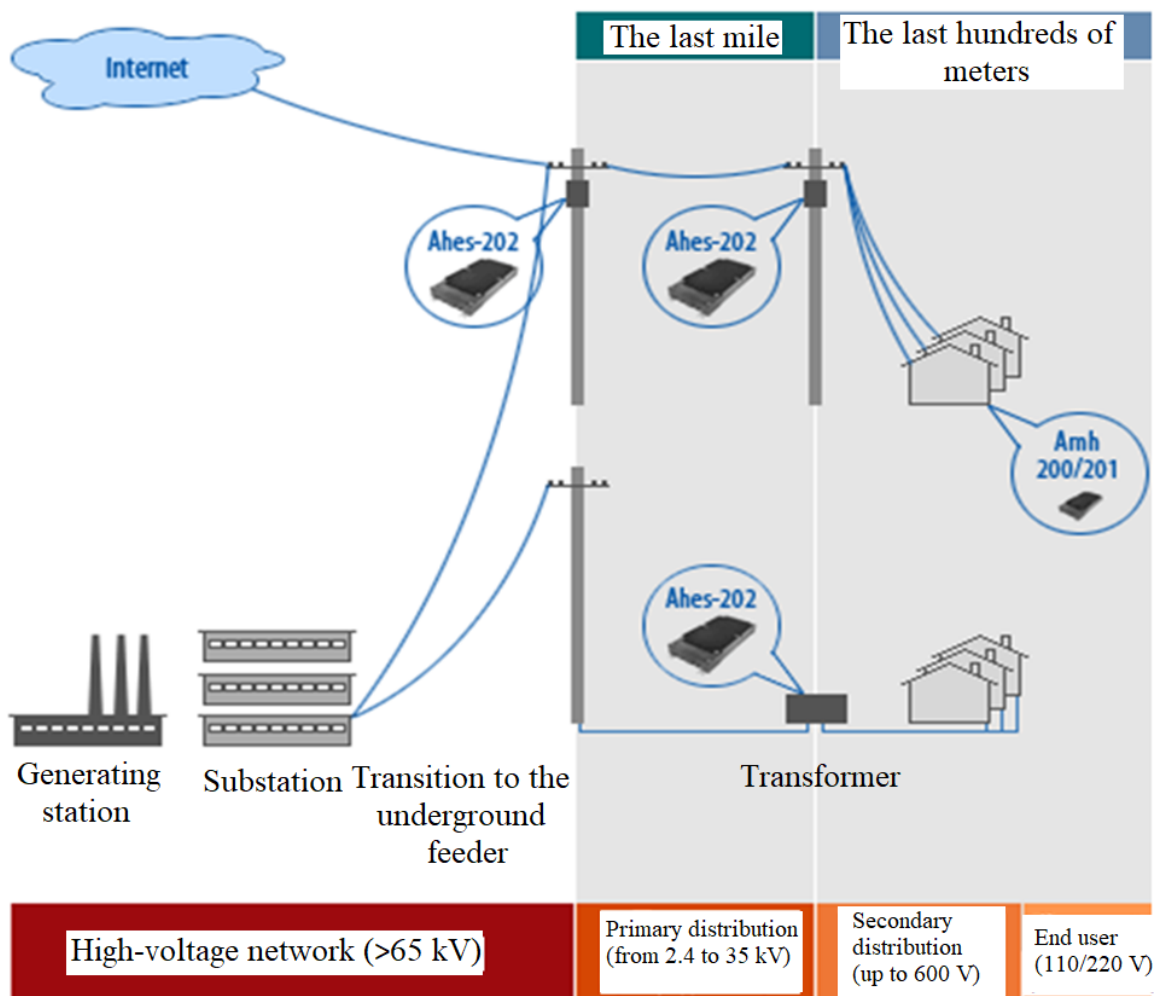 The last mile
The last hundreds of
meters
Internet
Ahes-202
Ahes-202
Amh
200/201
Ahes-202
Generating
station
Substation
Transition to the
underground
feeder
Transformer
High-voltage network (>65 kV)
Primary distribution
(from 2.4 to 35 kV)
Secondary
distribution
(up to 600 V)
End user
(110/220 V)